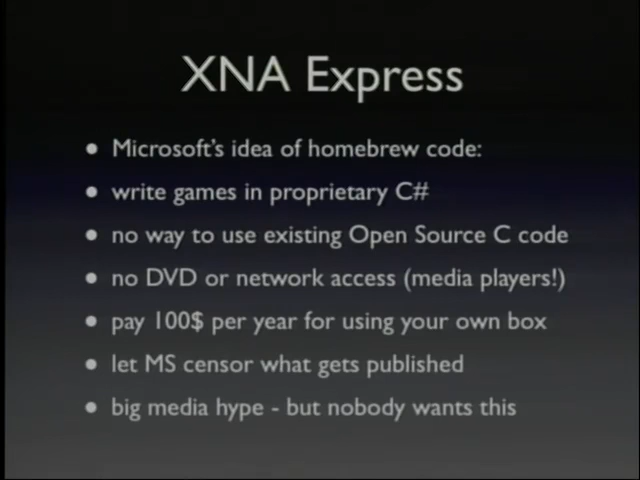 XNA Express
• Microsoft's idea of homebrew code:
• write games in proprietary C#
• no way to use existing Open Source C code
• no DVD or network access (media players!)
• pay 100$ per year for using your own box
• let MS censor what gets published
• big media hype - but nobody wants this